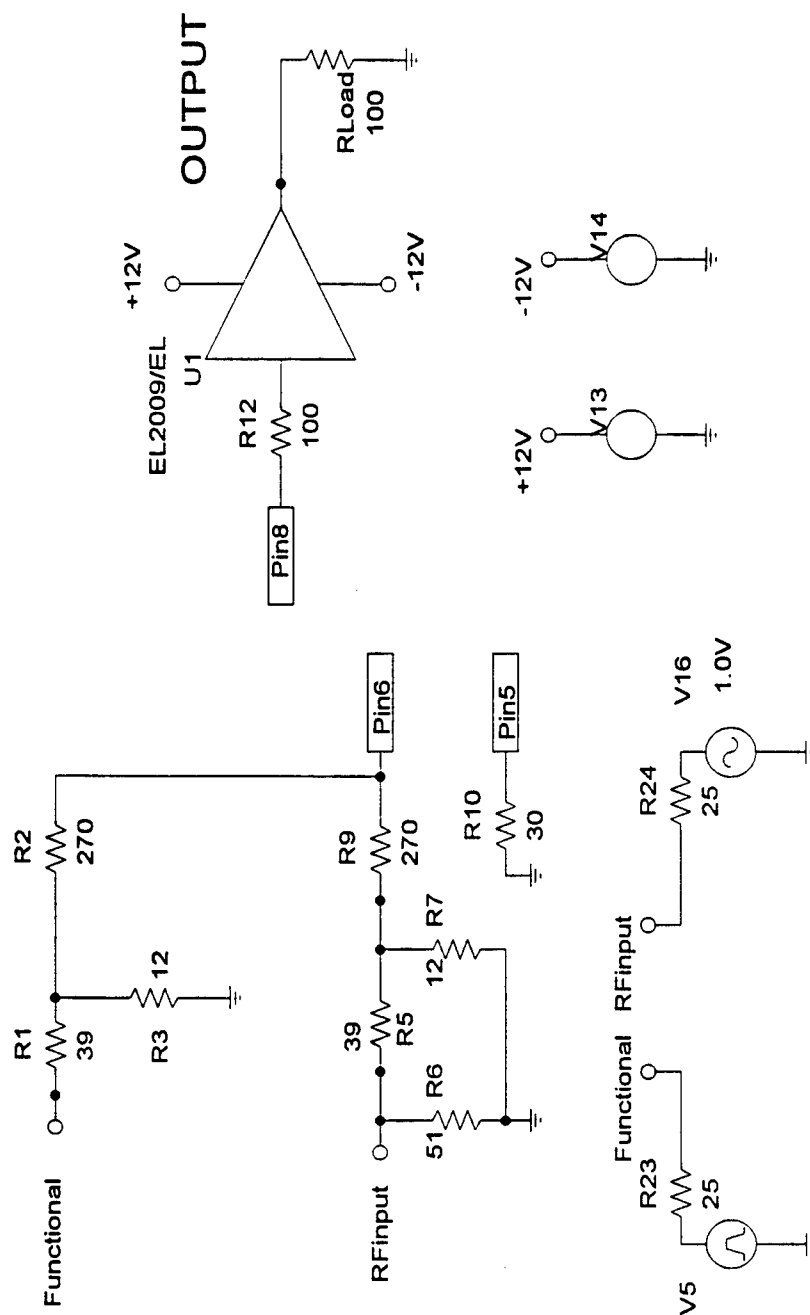 Functional
R1
39
R3
12
R2
270
RFinput
51
R6
39
R5
12
R7
R9
270
Pin6
R10
30
Pin5
V5
R23
25
Functional
RFinput
R24
25
V16
1.0V
Pin8
R12
100
EL2009/EL
U1
+12V
-12V
OUTPUT
RLoad
100
+12V
V13
-12V
V14